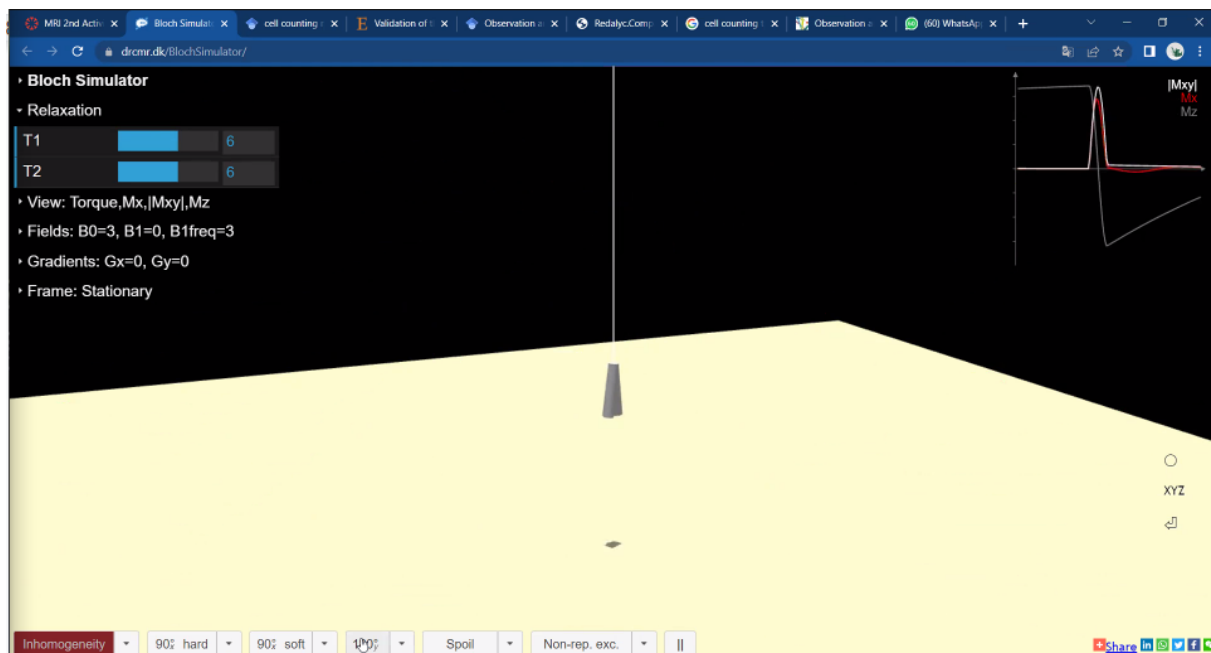 MRI 2nd Activ
Bloch Simulat
cell counting
Validation of t
Observation a
Redalyc.Comp
cell counting
Observation a
(60) WhatsAp
drcmr.dk/BlochSimulator/
Bloch Simulator
Relaxation
T1 6
T2 6
View: Torque,Mx,|Mxy|,Mz
Fields: B0=3, B1=0, B1freq=3
Gradients: Gx=0, Gy=0
Frame: Stationary
|Mxy|
Mx
Mz
XYZ
Inhomogeneity
90°x hard
90°x soft
Spoil
Non-rep. exc.
||
Share